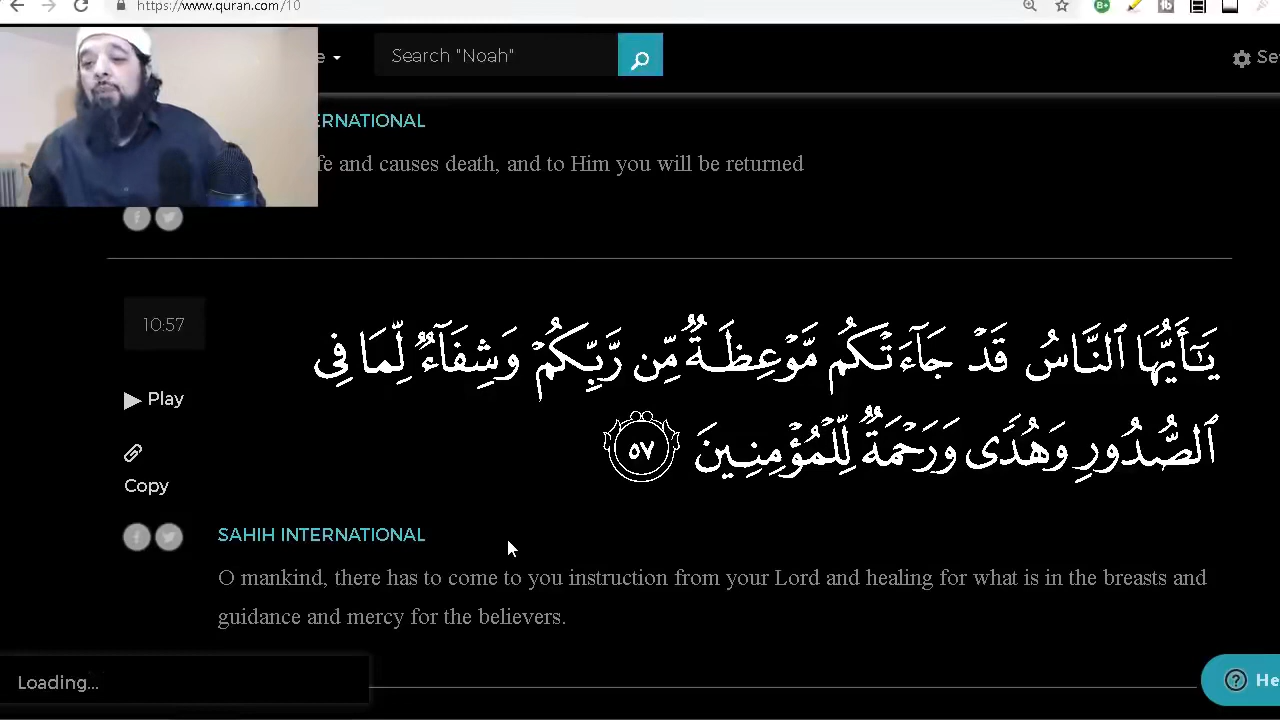 https://www.quran.com/10
Search "Noah"
ERNATIONAL
fe and causes death, and to Him you will be returned
10:57
يَـٰٓأَيُّهَا ٱلنَّاسُ قَدْ جَآءَتْكُم مَّوْعِظَةٌ مِّن رَّبِّكُمْ وَشِفَآءٌ لِّمَا فِى
ٱلصُّدُورِ وَهُدًى وَرَحْمَةٌ لِّلْمُؤْمِنِينَ ٥٧
Play
Copy
SAHIH INTERNATIONAL
O mankind, there has to come to you instruction from your Lord and healing for what is in the breasts and
guidance and mercy for the believers.
Loading...
He